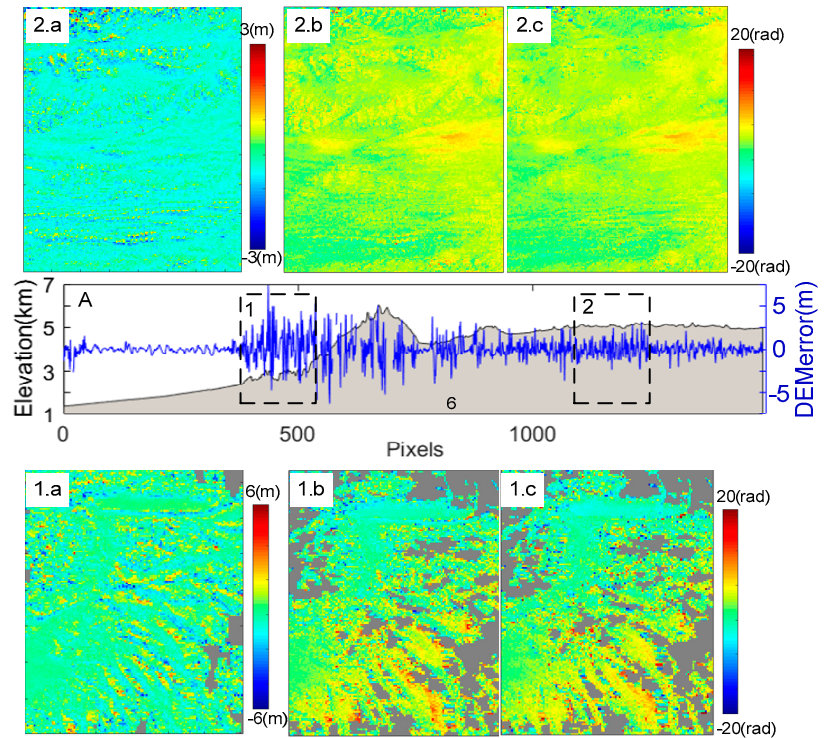 2.a
3(m)
-3(m)
2.b
2.c
20(rad)
-20(rad)
Elevation(km)
7
5
3
1
A
1
2
6
5
0
-5
DEMerror(m)
0
500
1000
Pixels
1.a
6(m)
-6(m)
1.b
1.c
20(rad)
-20(rad)